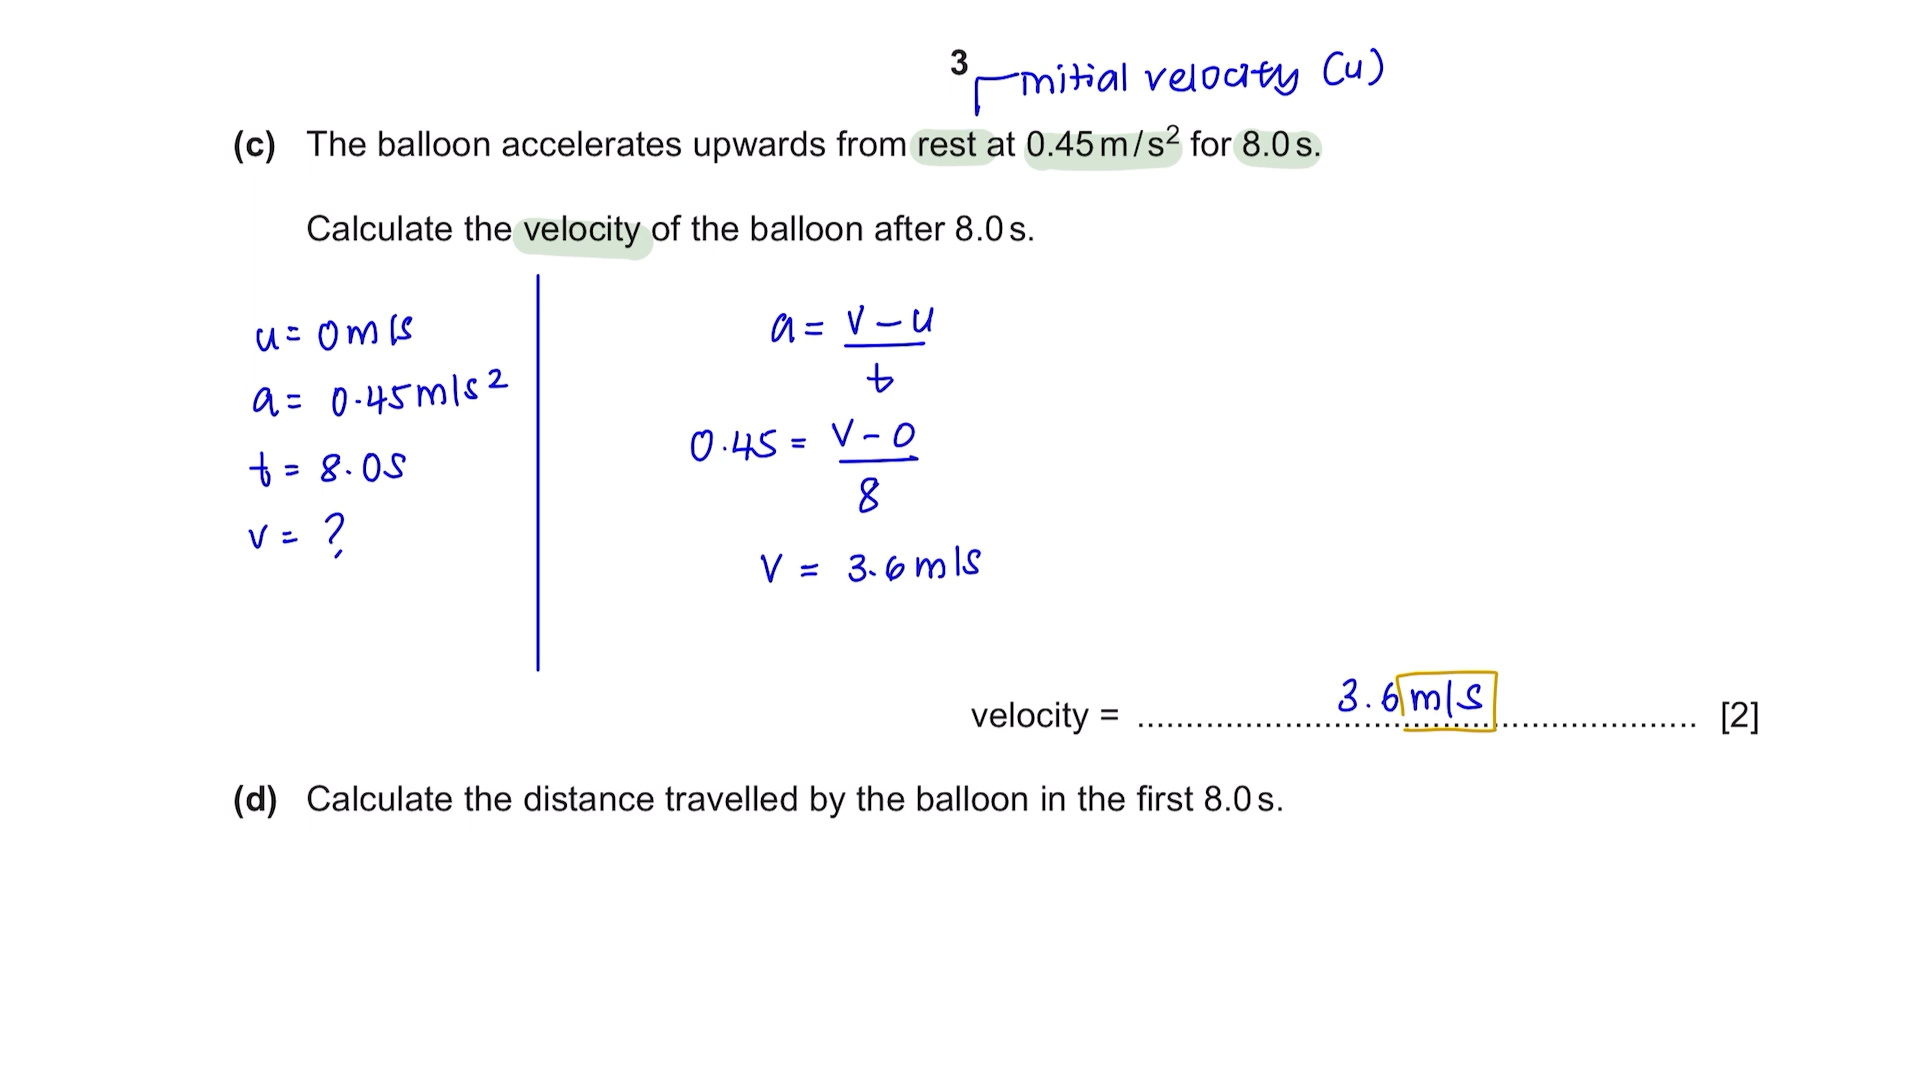 3
initial velocity (u)
(c) The balloon accelerates upwards from rest at 0.45 m/s² for 8.0 s.
Calculate the velocity of the balloon after 8.0 s.
u = 0 m/s
a = 0.45 m/s²
t = 8.0s
v = ?
a = v - u
t
0.45 = v - 0
8
v = 3.6 m/s
velocity = 3.6 m/s [2]
(d) Calculate the distance travelled by the balloon in the first 8.0 s.